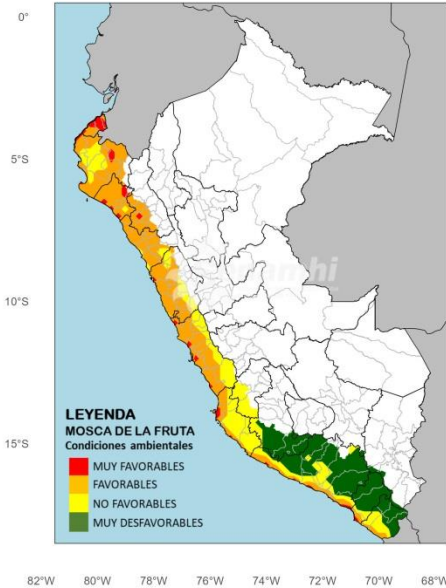 0°
5°S
10°S
15°S
senamhi
LEYENDA
MOSCA DE LA FRUTA
Condiciones ambientales
MUY FAVORABLES
FAVORABLES
NO FAVORABLES
MUY DESFAVORABLES
82°W 80°W 78°W 76°W 74°W 72°W 70°W 68°W